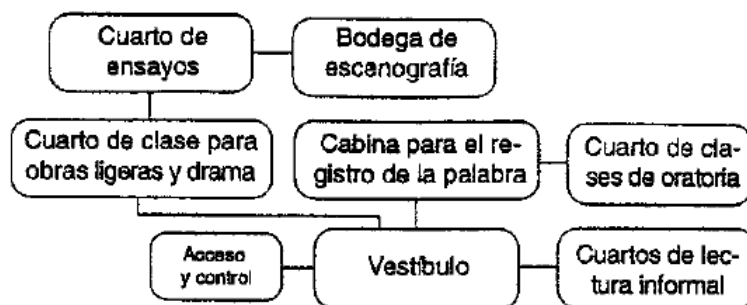 Cuarto de
ensayos
Bodega de
escenografía
Cuarto de clase para
obras ligeras y drama
Cabina para el re-
gistro de la palabra
Cuarto de cla-
ses de oratoria
Acceso
y control
Vestíbulo
Cuartos de lec-
tura informal